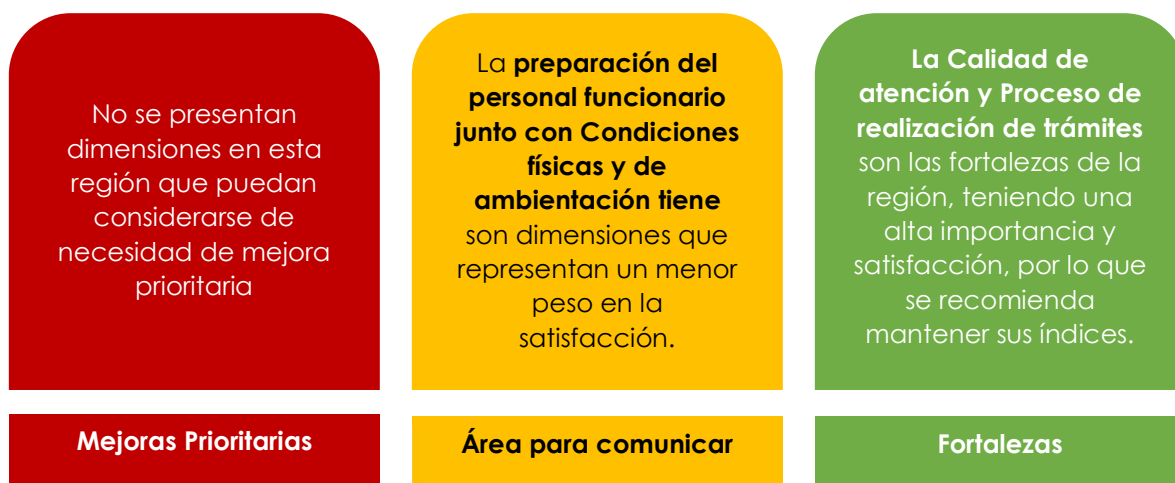 No se presentan
dimensiones en esta
región que puedan
considerarse de
necesidad de mejora
prioritaria
Mejoras Prioritarias
La preparación del
personal funcionario
junto con Condiciones
físicas y de
ambientación tiene
son dimensiones que
representan un menor
peso en la
satisfacción.
Área para comunicar
La Calidad de
atención y Proceso de
realización de trámites
son las fortalezas de la
región, teniendo una
alta importancia y
satisfacción, por lo que
se recomienda
mantener sus índices.
Fortalezas